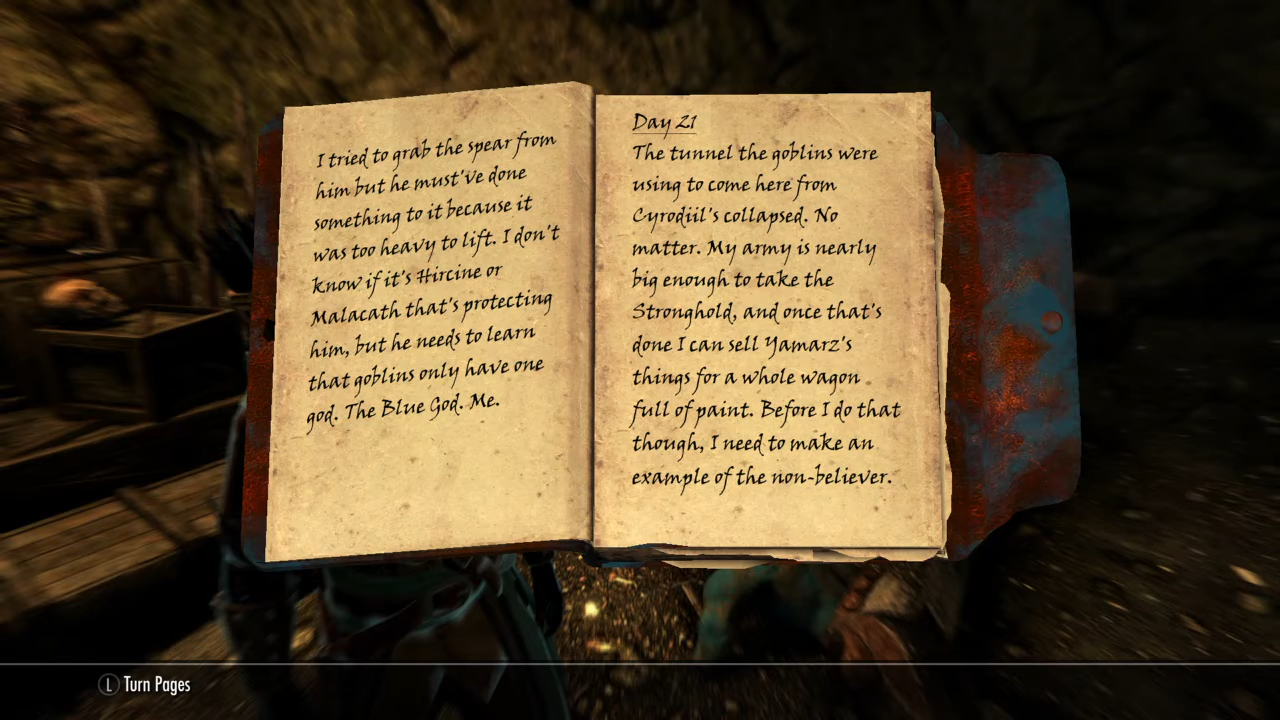 I tried to grab the spear from
him but he must've done
something to it because it
was too heavy to lift. I don't
know if it's Hircine or
Malacath that's protecting
him, but he needs to learn
that goblins only have one
god. The Blue God. Me.
Day 21
The tunnel the goblins were
using to come here from
Cyrodiil's collapsed. No
matter. My army is nearly
big enough to take the
Stronghold, and once that's
done I can sell Yamarz's
things for a whole wagon
full of paint. Before I do that
though, I need to make an
example of the non-believer.
L Turn Pages